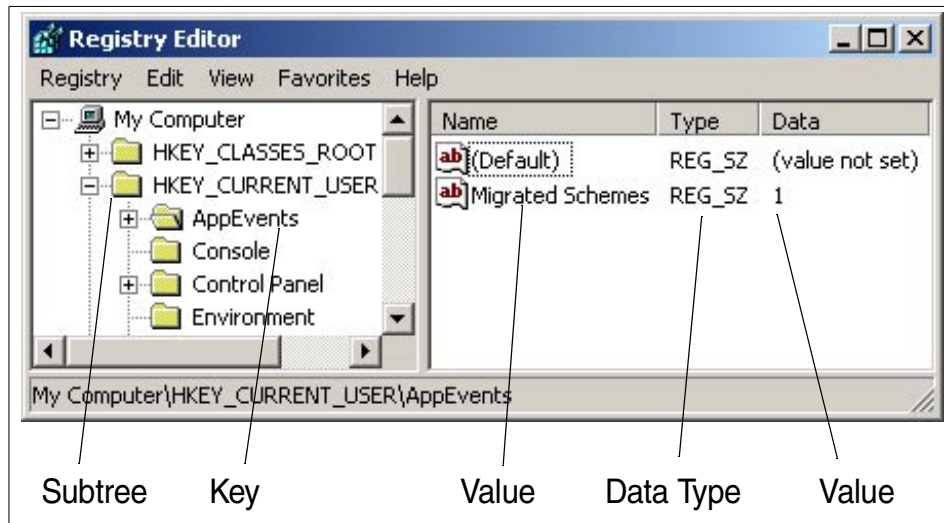 Registry Editor
Registry Edit View Favorites Help
My Computer
HKEY_CLASSES_ROOT
HKEY_CURRENT_USER
AppEvents
Console
Control Panel
Environment
Name Type Data
ab (Default) REG_SZ (value not set)
ab Migrated Schemes REG_SZ 1
My Computer\HKEY_CURRENT_USER\AppEvents
Subtree Key Value Data Type Value